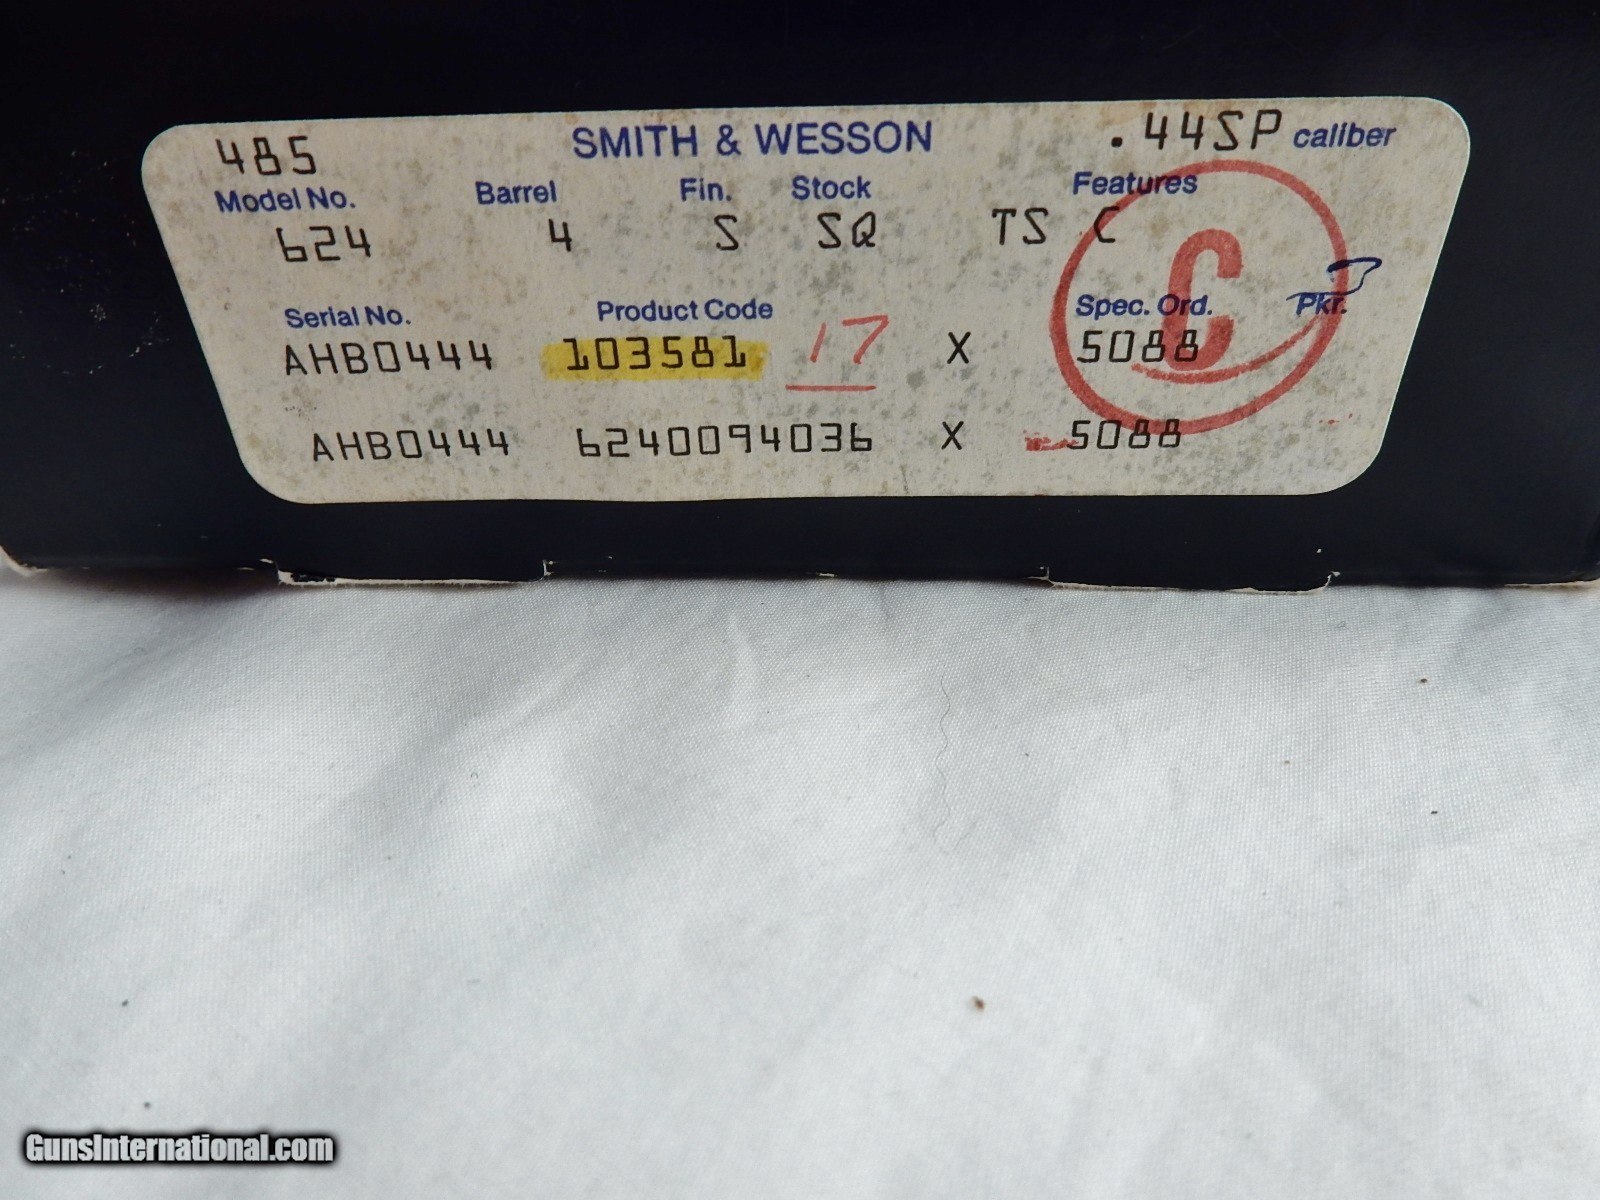 485 SMITH & WESSON .44SP caliber
Model No. Barrel Fin. Stock Features
624 4 S SQ TS C
C
Serial No. Product Code Spec. Ord. Pkr.
AHB0444 103581 17 X 5088
AHB0444 6240094036 X 5088
GunsInternational.com